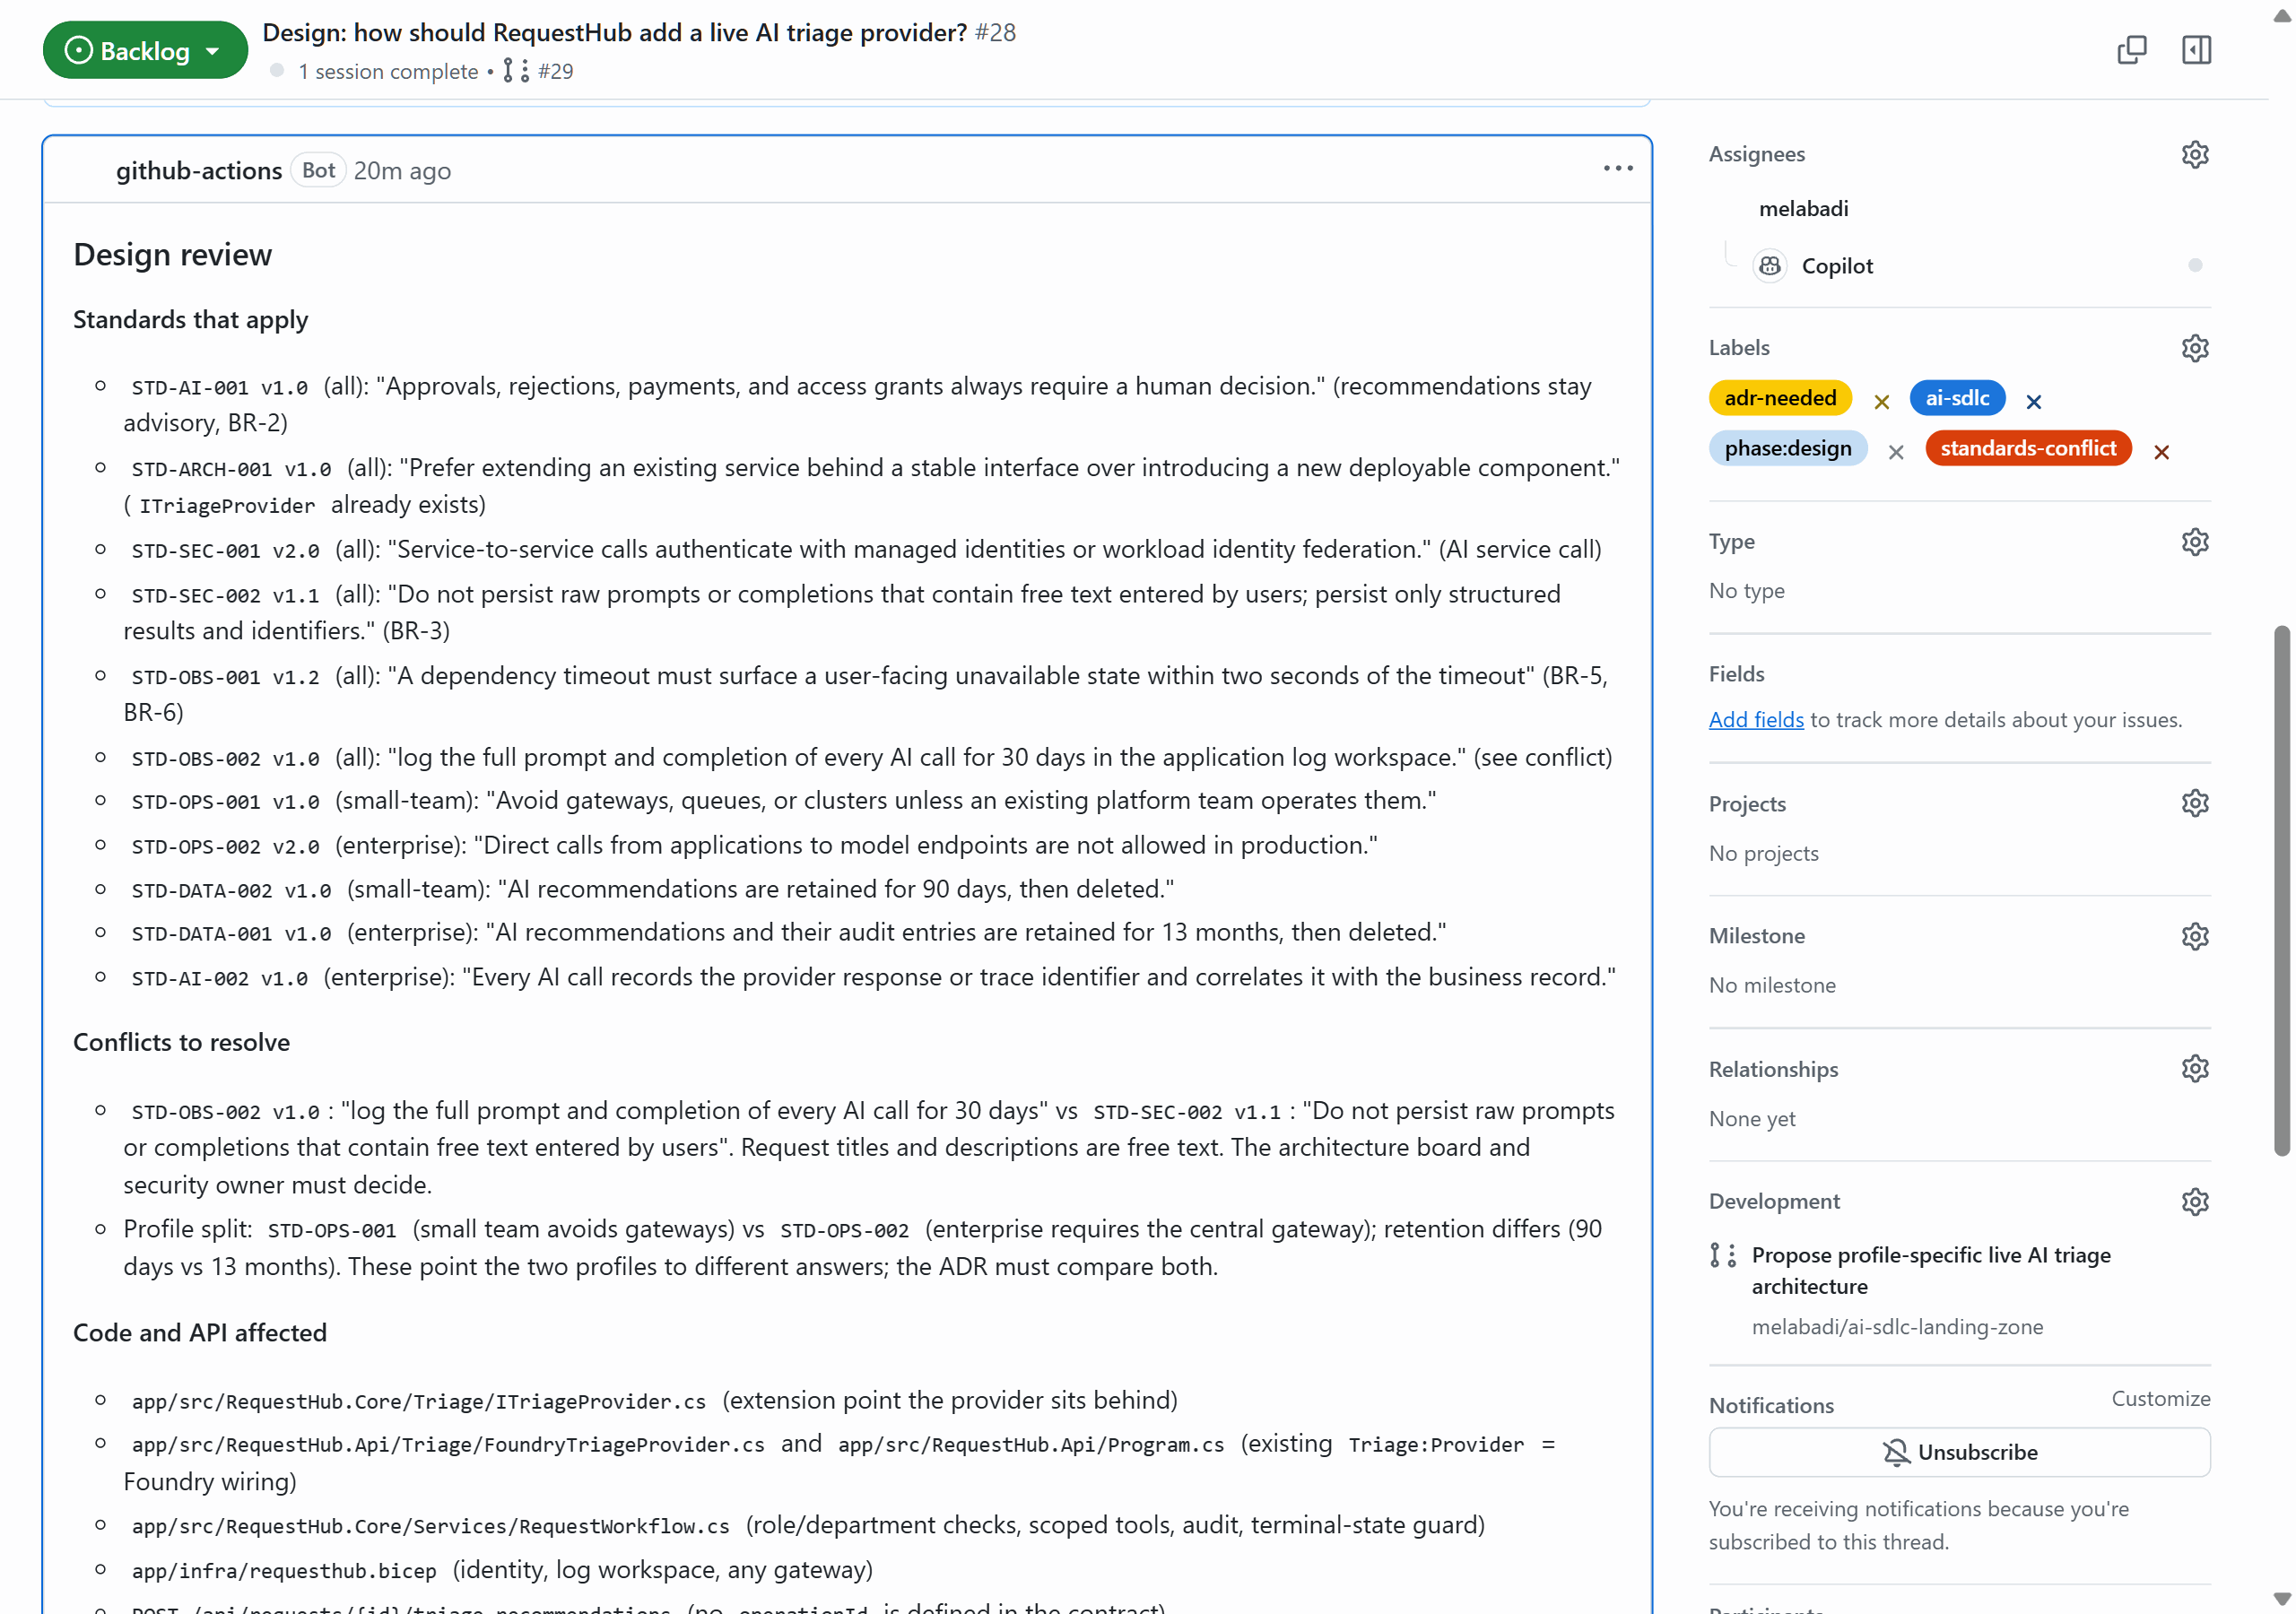 Backlog
Design: how should RequestHub add a live AI triage provider? #28
1 session complete • #29
github-actions Bot 20m ago
Design review
Standards that apply
STD-AI-001 v1.0 (all): "Approvals, rejections, payments, and access grants always require a human decision." (recommendations stay
advisory, BR-2)
STD-ARCH-001 v1.0 (all): "Prefer extending an existing service behind a stable interface over introducing a new deployable component."
( ITriageProvider already exists)
STD-SEC-001 v2.0 (all): "Service-to-service calls authenticate with managed identities or workload identity federation." (AI service call)
STD-SEC-002 v1.1 (all): "Do not persist raw prompts or completions that contain free text entered by users; persist only structured
results and identifiers." (BR-3)
STD-OBS-001 v1.2 (all): "A dependency timeout must surface a user-facing unavailable state within two seconds of the timeout" (BR-5,
BR-6)
STD-OBS-002 v1.0 (all): "log the full prompt and completion of every AI call for 30 days in the application log workspace." (see conflict)
STD-OPS-001 v1.0 (small-team): "Avoid gateways, queues, or clusters unless an existing platform team operates them."
STD-OPS-002 v2.0 (enterprise): "Direct calls from applications to model endpoints are not allowed in production."
STD-DATA-002 v1.0 (small-team): "AI recommendations are retained for 90 days, then deleted."
STD-DATA-001 v1.0 (enterprise): "AI recommendations and their audit entries are retained for 13 months, then deleted."
STD-AI-002 v1.0 (enterprise): "Every AI call records the provider response or trace identifier and correlates it with the business record."
Conflicts to resolve
STD-OBS-002 v1.0 : "log the full prompt and completion of every AI call for 30 days" vs STD-SEC-002 v1.1 : "Do not persist raw prompts
or completions that contain free text entered by users". Request titles and descriptions are free text. The architecture board and
security owner must decide.
Profile split: STD-OPS-001 (small team avoids gateways) vs STD-OPS-002 (enterprise requires the central gateway); retention differs (90
days vs 13 months). These point the two profiles to different answers; the ADR must compare both.
Code and API affected
app/src/RequestHub.Core/Triage/ITriageProvider.cs (extension point the provider sits behind)
app/src/RequestHub.Api/Triage/FoundryTriageProvider.cs and app/src/RequestHub.Api/Program.cs (existing Triage:Provider =
Foundry wiring)
app/src/RequestHub.Core/Services/RequestWorkflow.cs (role/department checks, scoped tools, audit, terminal-state guard)
app/infra/requesthub.bicep (identity, log workspace, any gateway)
POST /api/requests/{id}/triage-recommendations (no operationId is defined in the contract)
Assignees
melabadi
Copilot
Labels
adr-needed × ai-sdlc ×
phase:design × standards-conflict ×
Type
No type
Fields
Add fields to track more details about your issues.
Projects
No projects
Milestone
No milestone
Relationships
None yet
Development
Propose profile-specific live AI triage
architecture
melabadi/ai-sdlc-landing-zone
Notifications Customize
Unsubscribe
You're receiving notifications because you're
subscribed to this thread.
Participants